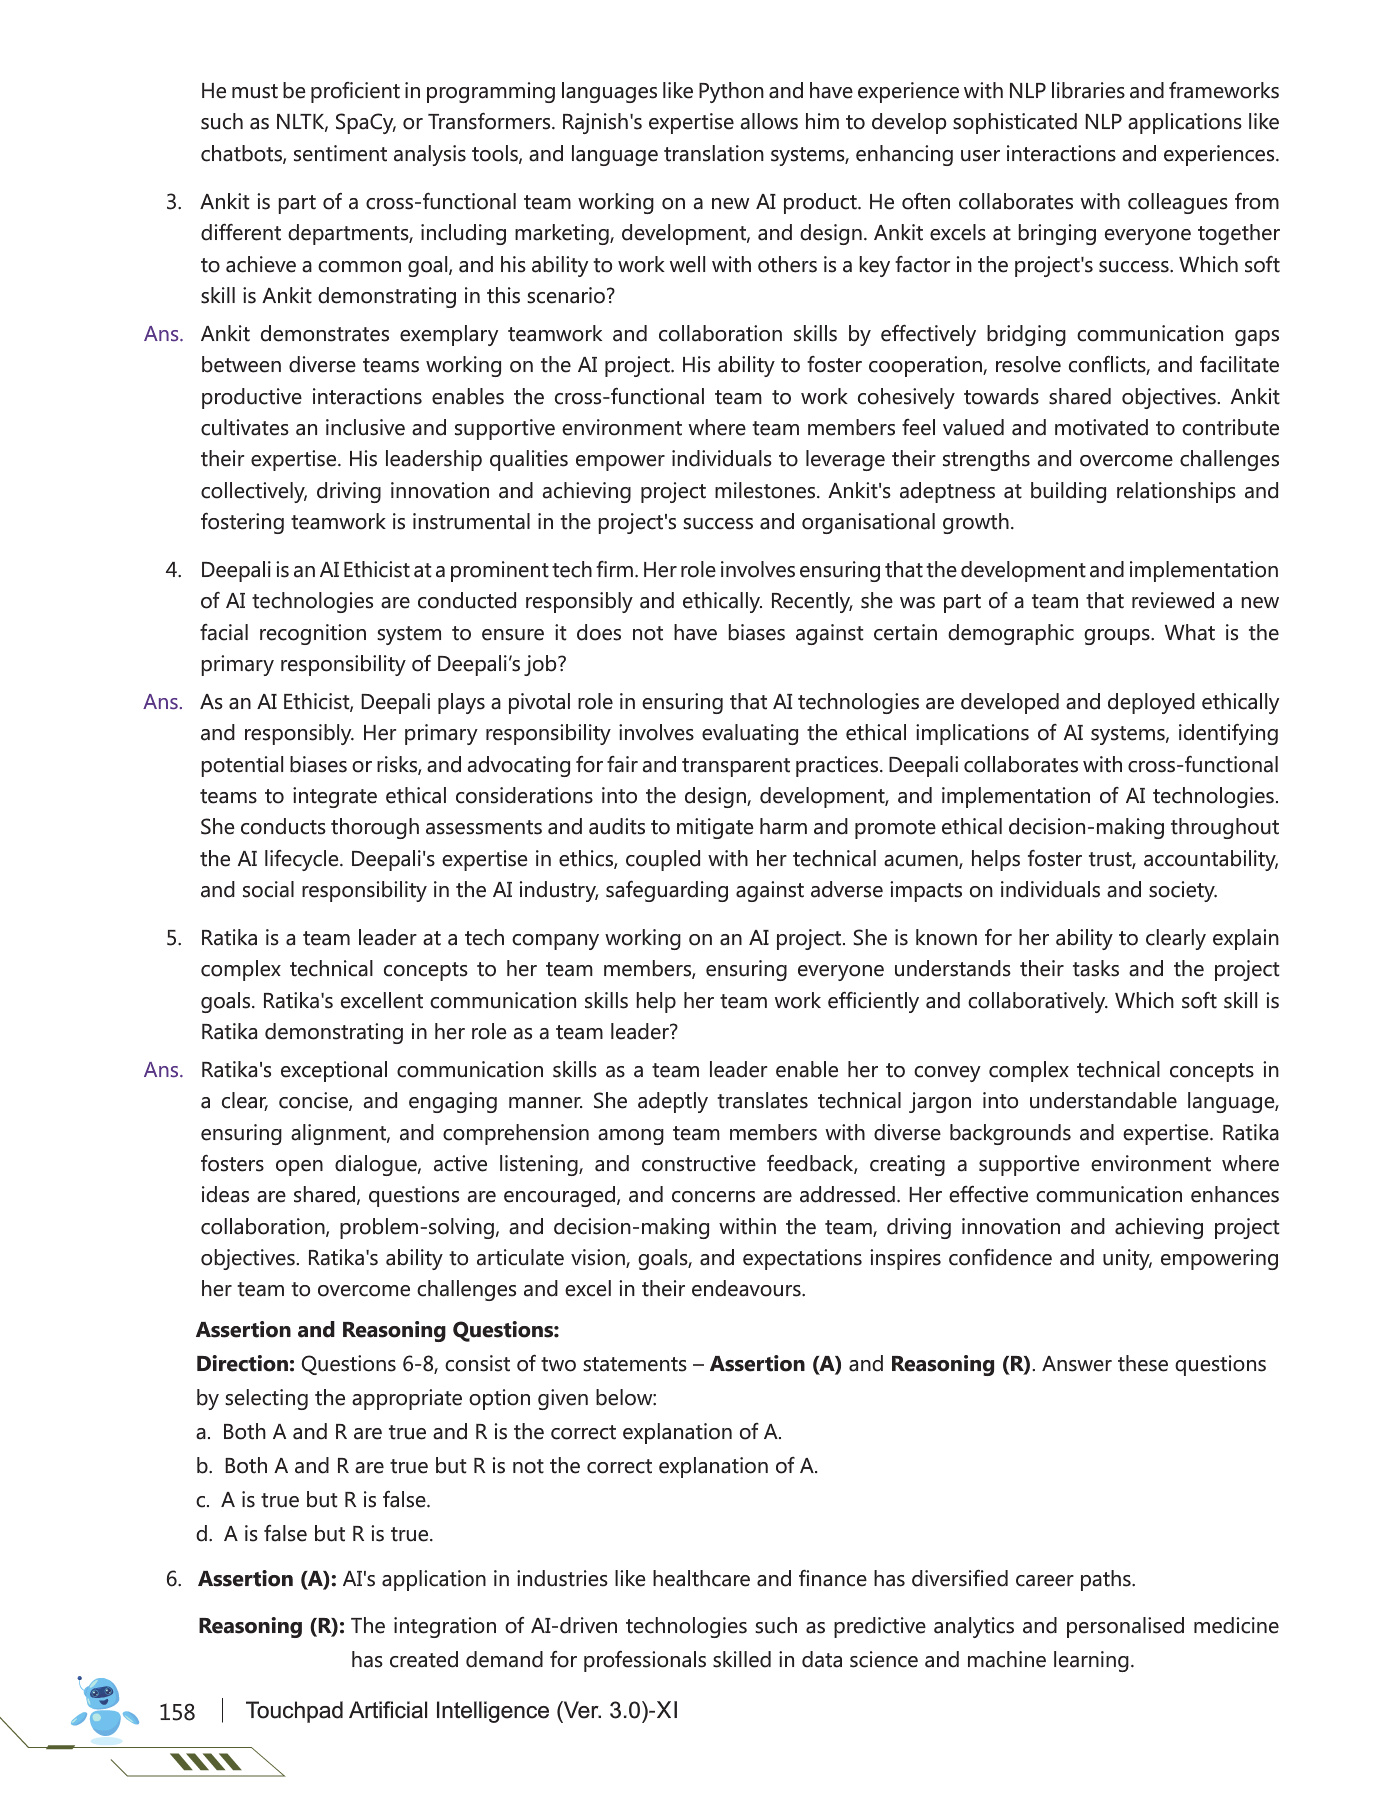 He must be proficient in programming languages like Python and have experience with NLP libraries and frameworks
such as NLTK, SpaCy, or Transformers. Rajnish's expertise allows him to develop sophisticated NLP applications like
chatbots, sentiment analysis tools, and language translation systems, enhancing user interactions and experiences.
3. Ankit is part of a cross-functional team working on a new AI product. He often collaborates with colleagues from
different departments, including marketing, development, and design. Ankit excels at bringing everyone together
to achieve a common goal, and his ability to work well with others is a key factor in the project's success. Which soft
skill is Ankit demonstrating in this scenario?
Ans. Ankit demonstrates exemplary teamwork and collaboration skills by effectively bridging communication gaps
between diverse teams working on the AI project. His ability to foster cooperation, resolve conflicts, and facilitate
productive interactions enables the cross-functional team to work cohesively towards shared objectives. Ankit
cultivates an inclusive and supportive environment where team members feel valued and motivated to contribute
their expertise. His leadership qualities empower individuals to leverage their strengths and overcome challenges
collectively, driving innovation and achieving project milestones. Ankit's adeptness at building relationships and
fostering teamwork is instrumental in the project's success and organisational growth.
4. Deepali is an AI Ethicist at a prominent tech firm. Her role involves ensuring that the development and implementation
of AI technologies are conducted responsibly and ethically. Recently, she was part of a team that reviewed a new
facial recognition system to ensure it does not have biases against certain demographic groups. What is the
primary responsibility of Deepali’s job?
Ans. As an AI Ethicist, Deepali plays a pivotal role in ensuring that AI technologies are developed and deployed ethically
and responsibly. Her primary responsibility involves evaluating the ethical implications of AI systems, identifying
potential biases or risks, and advocating for fair and transparent practices. Deepali collaborates with cross-functional
teams to integrate ethical considerations into the design, development, and implementation of AI technologies.
She conducts thorough assessments and audits to mitigate harm and promote ethical decision-making throughout
the AI lifecycle. Deepali's expertise in ethics, coupled with her technical acumen, helps foster trust, accountability,
and social responsibility in the AI industry, safeguarding against adverse impacts on individuals and society.
5. Ratika is a team leader at a tech company working on an AI project. She is known for her ability to clearly explain
complex technical concepts to her team members, ensuring everyone understands their tasks and the project
goals. Ratika's excellent communication skills help her team work efficiently and collaboratively. Which soft skill is
Ratika demonstrating in her role as a team leader?
Ans. Ratika's exceptional communication skills as a team leader enable her to convey complex technical concepts in
a clear, concise, and engaging manner. She adeptly translates technical jargon into understandable language,
ensuring alignment, and comprehension among team members with diverse backgrounds and expertise. Ratika
fosters open dialogue, active listening, and constructive feedback, creating a supportive environment where
ideas are shared, questions are encouraged, and concerns are addressed. Her effective communication enhances
collaboration, problem-solving, and decision-making within the team, driving innovation and achieving project
objectives. Ratika's ability to articulate vision, goals, and expectations inspires confidence and unity, empowering
her team to overcome challenges and excel in their endeavours.
Assertion and Reasoning Questions:
Direction: Questions 6-8, consist of two statements – Assertion (A) and Reasoning (R). Answer these questions
by selecting the appropriate option given below:
a. Both A and R are true and R is the correct explanation of A.
b. Both A and R are true but R is not the correct explanation of A.
c. A is true but R is false.
d. A is false but R is true.
6. Assertion (A): AI's application in industries like healthcare and finance has diversified career paths.
Reasoning (R): The integration of AI-driven technologies such as predictive analytics and personalised medicine
has created demand for professionals skilled in data science and machine learning.
158 Touchpad Artificial Intelligence (Ver. 3.0)-XI